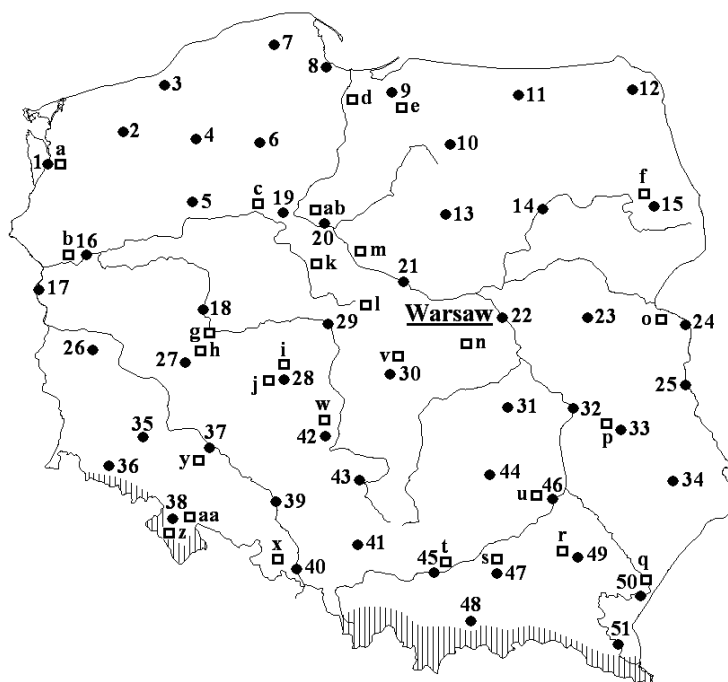 7
8
3
d
9
e
11
12
2
4
6
10
1
a
f
5
c
19
ab
20
13
14
15
b
16
k
m
17
21
18
l
Warsaw
22
23
o
24
g
29
26
27
h
i
v
n
j
28
30
25
w
31
32
p
33
35
37
42
36
y
43
44
u
46
34
38
aa
39
z
x
41
40
45
t
s
47
r
49
q
50
48
51